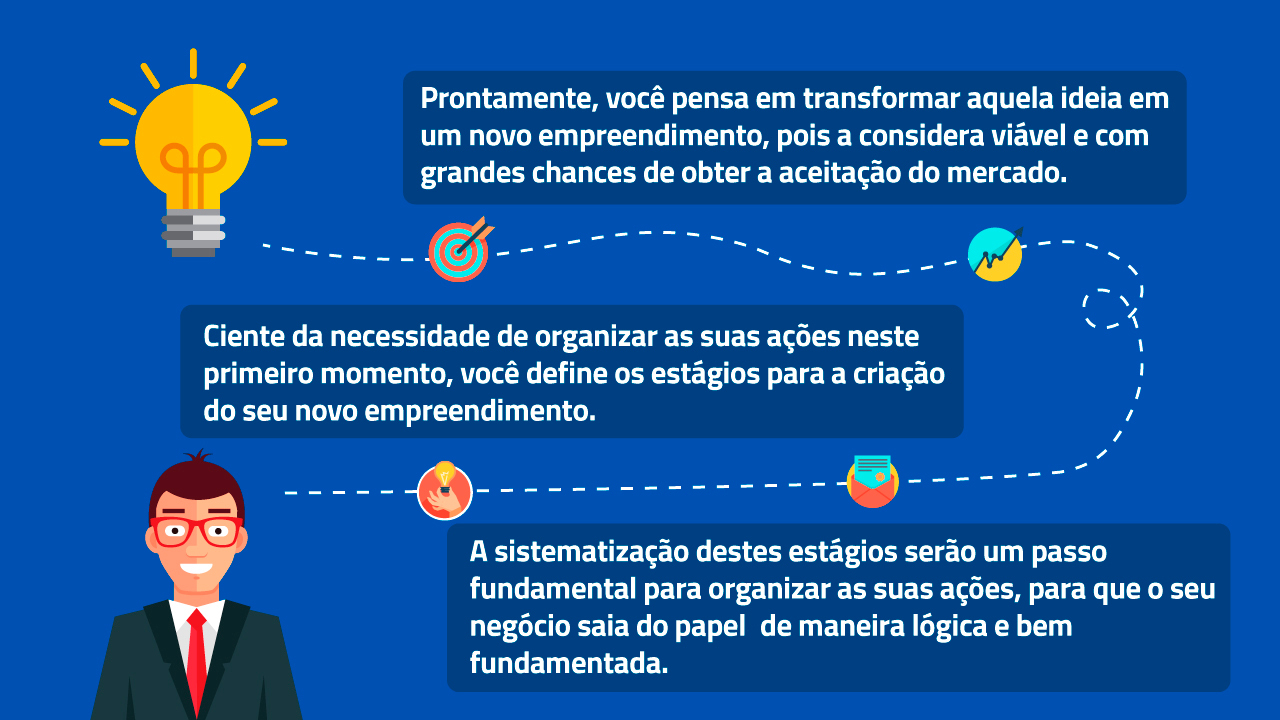 Prontamente, você pensa em transformar aquela ideia em
um novo empreendimento, pois a considera viável e com
grandes chances de obter a aceitação do mercado.
Ciente da necessidade de organizar as suas ações neste
primeiro momento, você define os estágios para a criação
do seu novo empreendimento.
A sistematização destes estágios serão um passo
fundamental para organizar as suas ações, para que o seu
negócio saia do papel  de maneira lógica e bem
fundamentada.